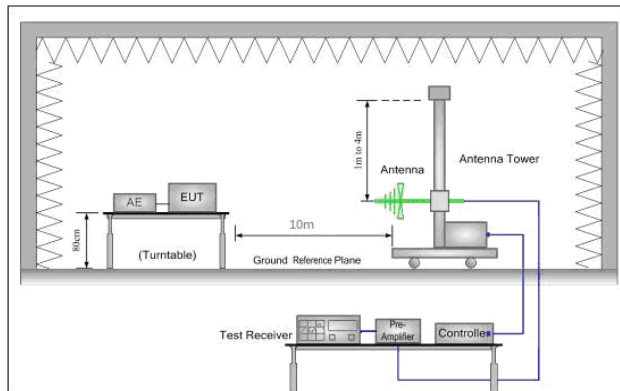 1m to 4m
Antenna
Antenna Tower
AE
EUT
80cm
10m
(Turntable)
Ground Reference Plane
Test Receiver
Pre-
Amplifier
Controller